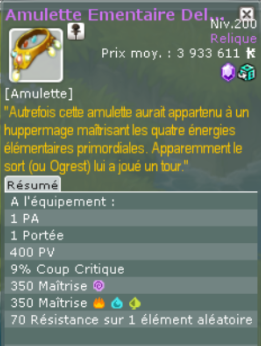 Amulette Ementaire Del...
Niv.200
Relique
Prix moy. : 3 933 611 K
[Amulette]
"Autrefois cette amulette aurait appartenu à un
huppermage maîtrisant les quatre énergies
élémentaires primordiales. Apparemment le
sort (ou Ogrest) lui a joué un tour."
Résumé
A l'équipement :
1 PA
1 Portée
400 PV
9% Coup Critique
350 Maîtrise
350 Maîtrise
70 Résistance sur 1 élément aléatoire